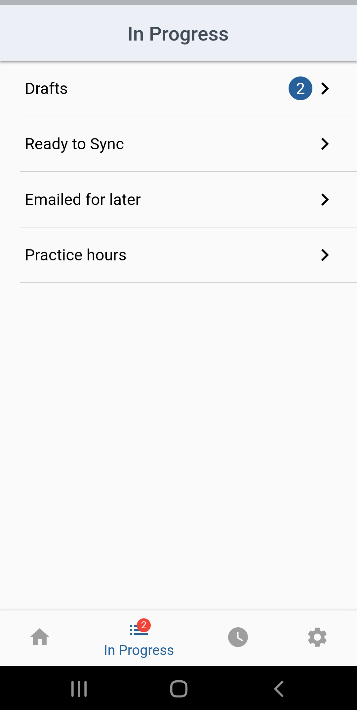 In Progress
Drafts
2
Ready to Sync
Emailed for later
Practice hours
2
In Progress